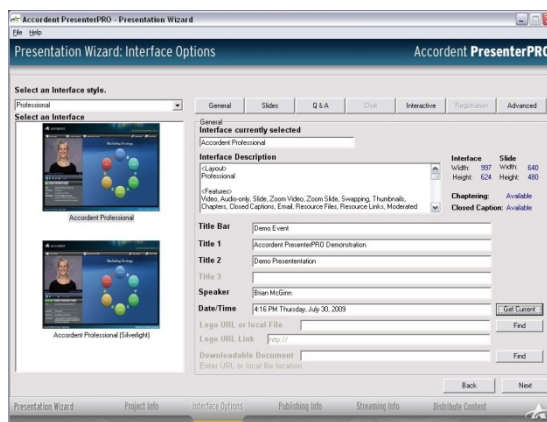 Accordent PresenterPRO - Presentation Wizard
File Help
Presentation Wizard: Interface Options
Accordent PresenterPRO
Select an Interface style.
Professional
Select an Interface
Accordent Professional
Accordent Professional (Silverlight)
General Slides Q & A Chat Interactive Registration Advanced
General
Interface currently selected
Accordent Professional
Interface Description
<Layout>
Professional
<Features>
Video, Audio-only, Slide, Zoom Video, Zoom Slide, Swapping, Thumbnails,
Chapters, Closed Captions, Email, Resource Files, Resource Links, Moderated
Interface Slide
Width: 997 Width: 640
Height: 624 Height: 480
Chaptering: Available
Closed Caption: Available
Title Bar Demo Event
Title 1 Accordent PresenterPRO Demonstration
Title 2 Demo Presentetation
Title 3
Speaker Brian McGinn
Date/Time 4:16 PM Thursday, July 30, 2009 Get Current
Logo URL or local File Find
Logo URL Link http://
Downloadable Document Find
Enter URL or local file location
Back Next
Presentation Wizard Project Info Interface Options Publishing Info Streaming Info Distribute Content